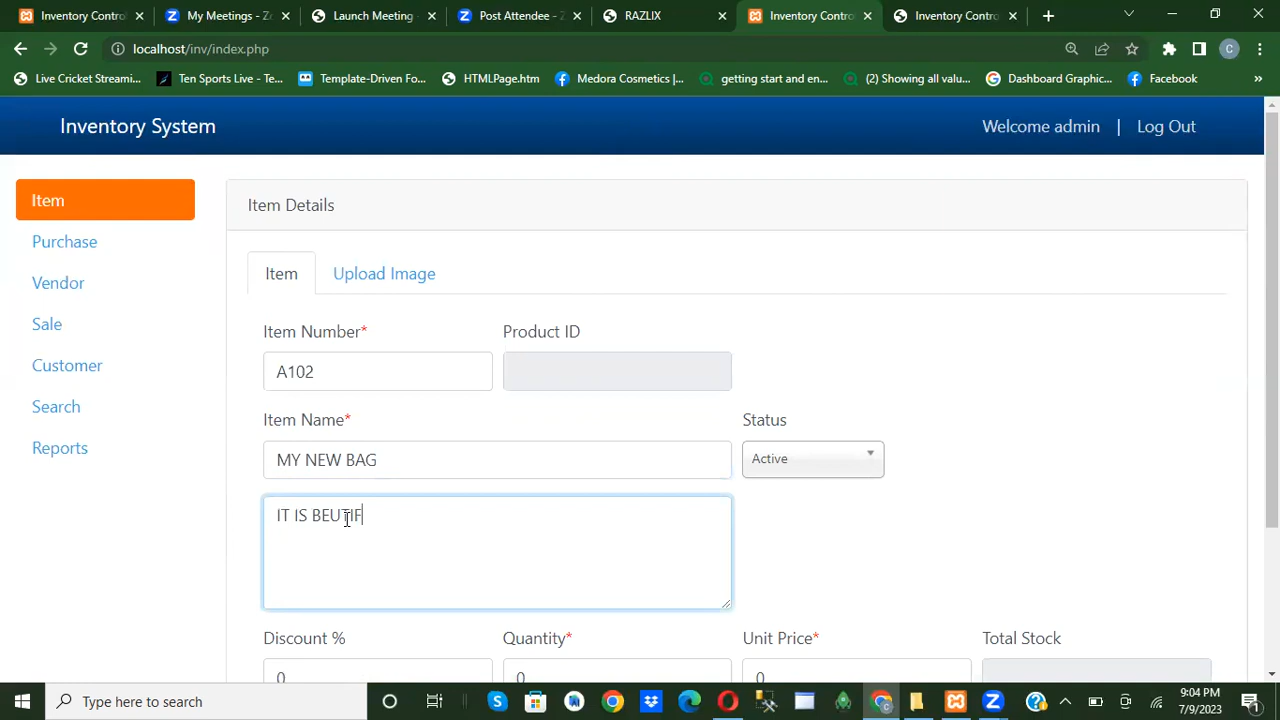 Inventory Contro
My Meetings - Zo
Launch Meeting -
Post Attendee - Z
RAZLIX
Inventory Contro
Inventory Contro
localhost/inv/index.php
C
Live Cricket Streami...
Ten Sports Live - Te...
Template-Driven Fo...
HTMLPage.htm
Medora Cosmetics |...
getting start and en...
(2) Showing all valu...
Dashboard Graphic...
Facebook
»
Inventory System
Welcome admin | Log Out
Item
Purchase
Vendor
Sale
Customer
Search
Reports
Item Details
Item
Upload Image
Item Number*
Product ID
A102
Item Name*
Status
MY NEW BAG
Active
IT IS BEUTIF
Discount %
Quantity*
Unit Price*
Total Stock
0
0
0
Type here to search
9:04 PM
7/9/2023
1